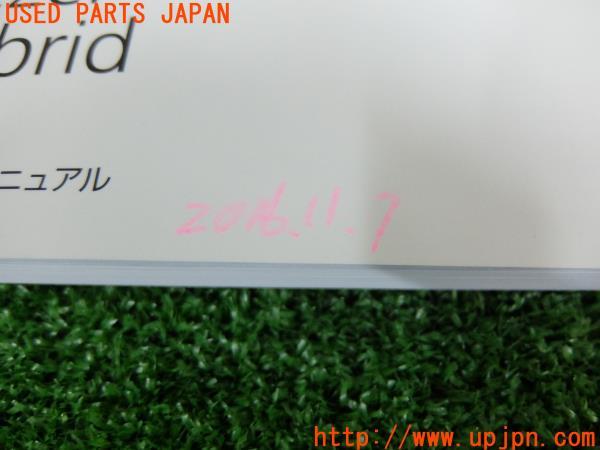 USED PARTS JAPAN
brid
ニュアル
2016.11.7
http://www.upjpn.com